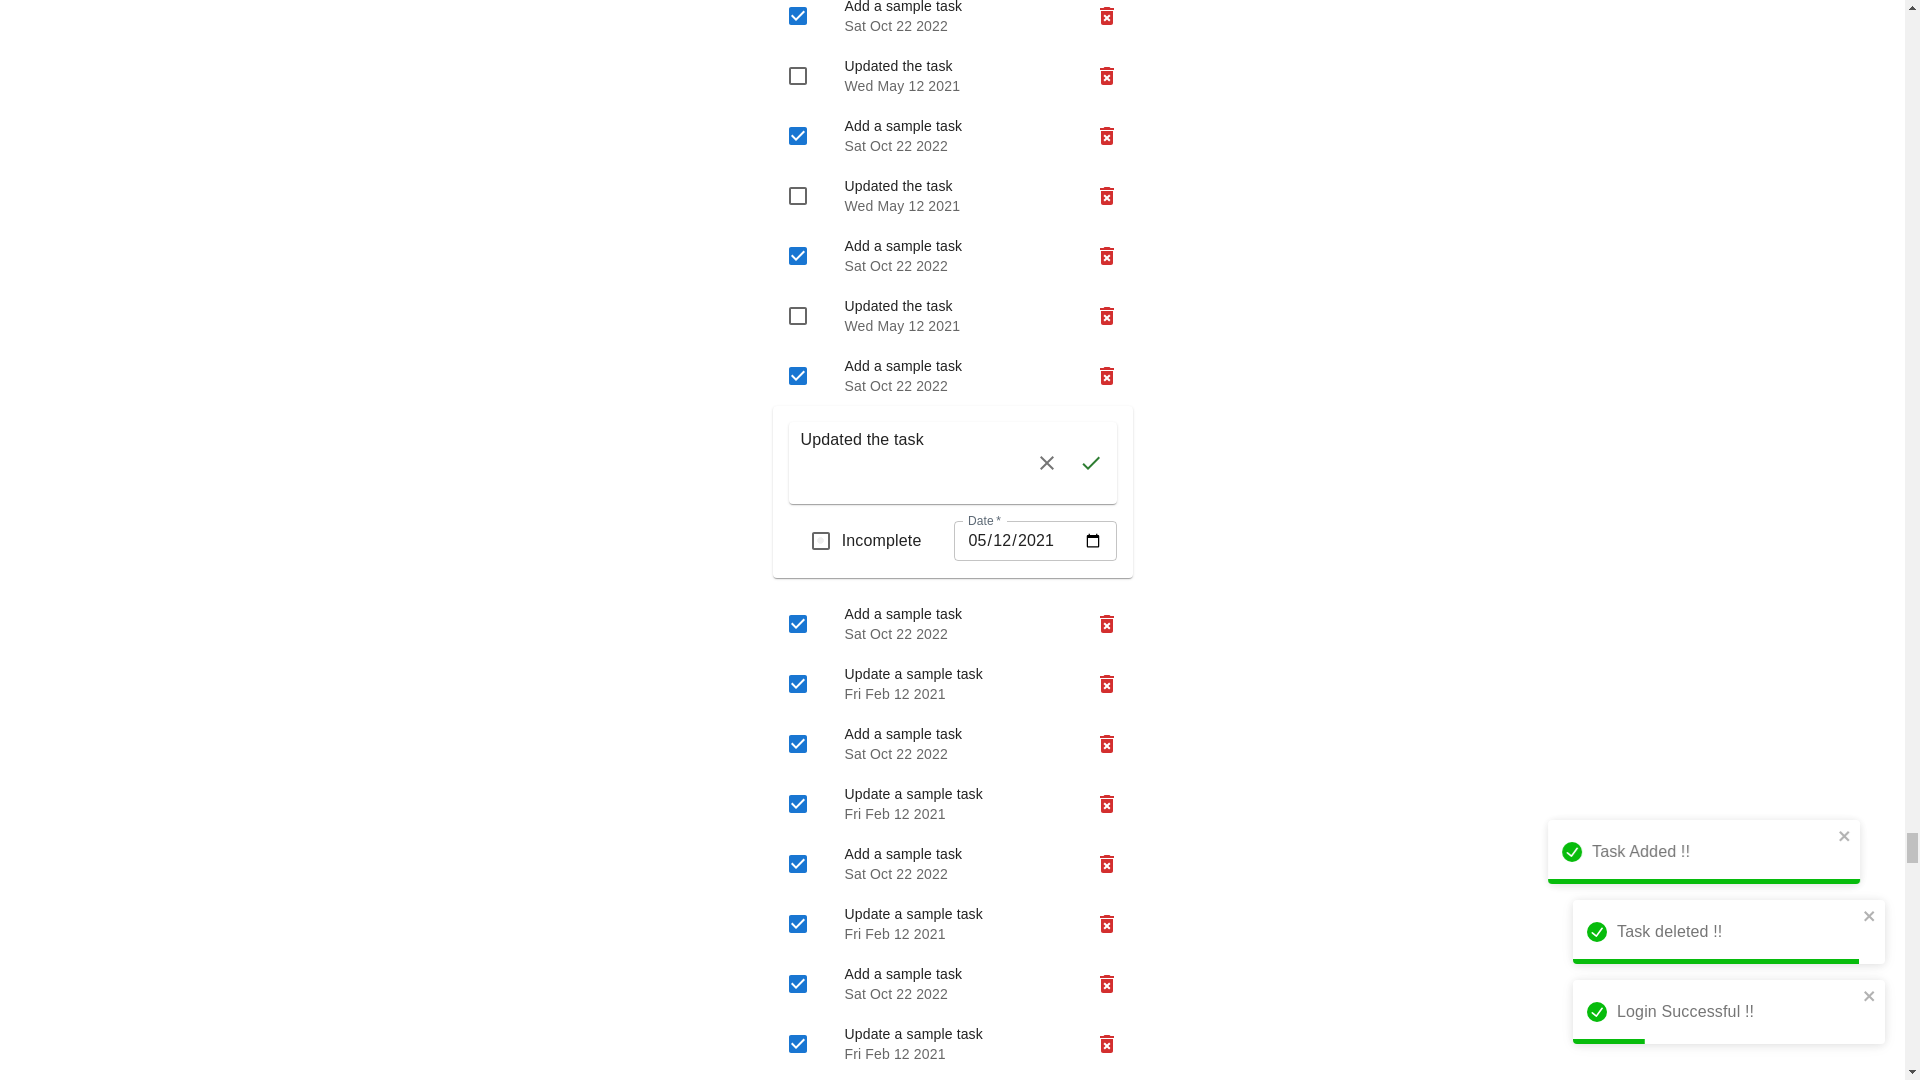 Add a sample task
Sat Oct 22 2022
Updated the task
Wed May 12 2021
Add a sample task
Sat Oct 22 2022
Updated the task
Wed May 12 2021
Add a sample task
Sat Oct 22 2022
Updated the task
Wed May 12 2021
Add a sample task
Sat Oct 22 2022
Updated the task
Date *
Incomplete
05/12/2021
Add a sample task
Sat Oct 22 2022
Update a sample task
Fri Feb 12 2021
Add a sample task
Sat Oct 22 2022
Update a sample task
Fri Feb 12 2021
Add a sample task
Sat Oct 22 2022
Update a sample task
Fri Feb 12 2021
Add a sample task
Sat Oct 22 2022
Update a sample task
Fri Feb 12 2021
Task Added !!
Task deleted !!
Login Successful !!